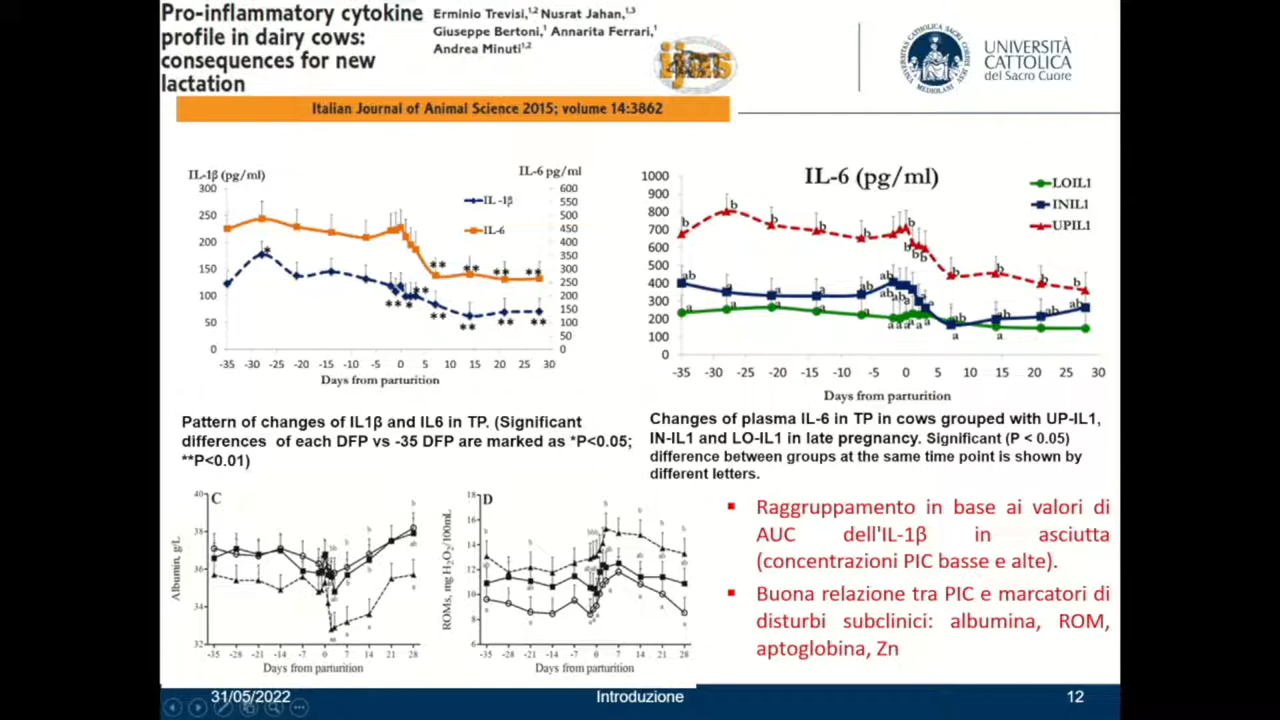 Pro-inflammatory cytokine
profile in dairy cows:
consequences for new
lactation
Erminio Trevisi,1,2 Nusrat Jahan,1,3
Giuseppe Bertoni,1 Annarita Ferrari,1
Andrea Minuti1,2
ijas
UNIVERSITÀ
CATTOLICA
del Sacro Cuore
Italian Journal of Animal Science 2015; volume 14:3862
IL-1β (pg/ml)
IL-6 pg/ml
300
250
200
150
100
50
0
600
550
500
450
400
350
300
250
200
150
100
50
0
IL -1β
IL-6
-35 -30 -25 -20 -15 -10 -5 0 5 10 15 20 25 30
Days from parturition
IL-6 (pg/ml)
1000
900
800
700
600
500
400
300
200
100
0
LOIL1
INIL1
UPIL1
-35 -30 -25 -20 -15 -10 -5 0 5 10 15 20 25 30
Days from parturition
Pattern of changes of IL1β and IL6 in TP. (Significant
differences of each DFP vs -35 DFP are marked as *P<0.05;
**P<0.01)
Changes of plasma IL-6 in TP in cows grouped with UP-IL1,
IN-IL1 and LO-IL1 in late pregnancy. Significant (P < 0.05)
difference between groups at the same time point is shown by
different letters.
C
Albumin, g/L
40
38
36
34
32
-35 -28 -21 -14 -7 0 7 14 21 28
Days from parturition
D
ROMs, mg H2O2/100mL
18
16
14
12
10
8
6
-35 -28 -21 -14 -7 0 7 14 21 28
Days from parturition
Raggruppamento in base ai valori di
AUC dell'IL-1β in asciutta
(concentrazioni PIC basse e alte).
Buona relazione tra PIC e marcatori di
disturbi subclinici: albumina, ROM,
aptoglobina, Zn
31/05/2022
Introduzione
12